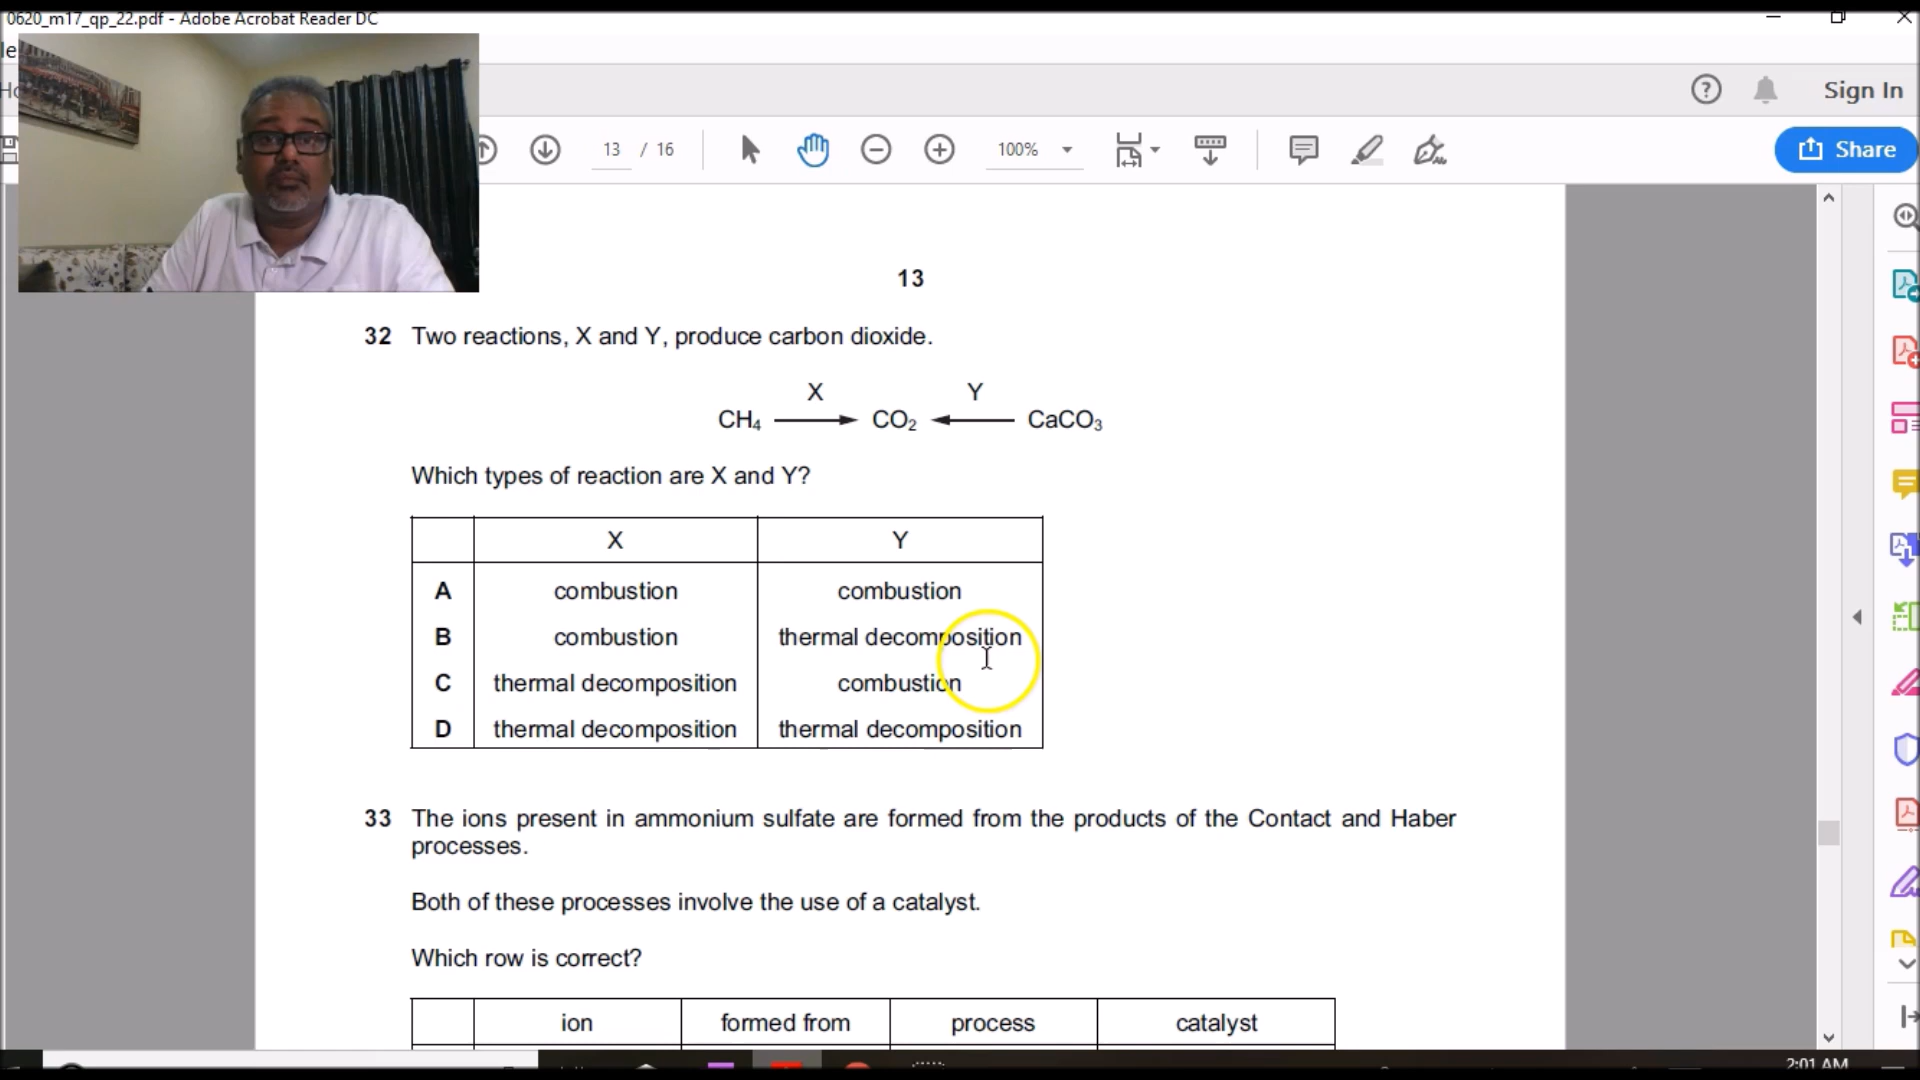 0620_m17_qp_22.pdf - Adobe Acrobat Reader DC
Sign In
13 / 16
100%
Share
13
32 Two reactions, X and Y, produce carbon dioxide.
X Y
CH₄ CO₂ CaCO₃
Which types of reaction are X and Y?
X Y
A combustion combustion
B combustion thermal decomposition
C thermal decomposition combustion
D thermal decomposition thermal decomposition
33 The ions present in ammonium sulfate are formed from the products of the Contact and Haber
processes.
Both of these processes involve the use of a catalyst.
Which row is correct?
ion formed from process catalyst
2:01 AM